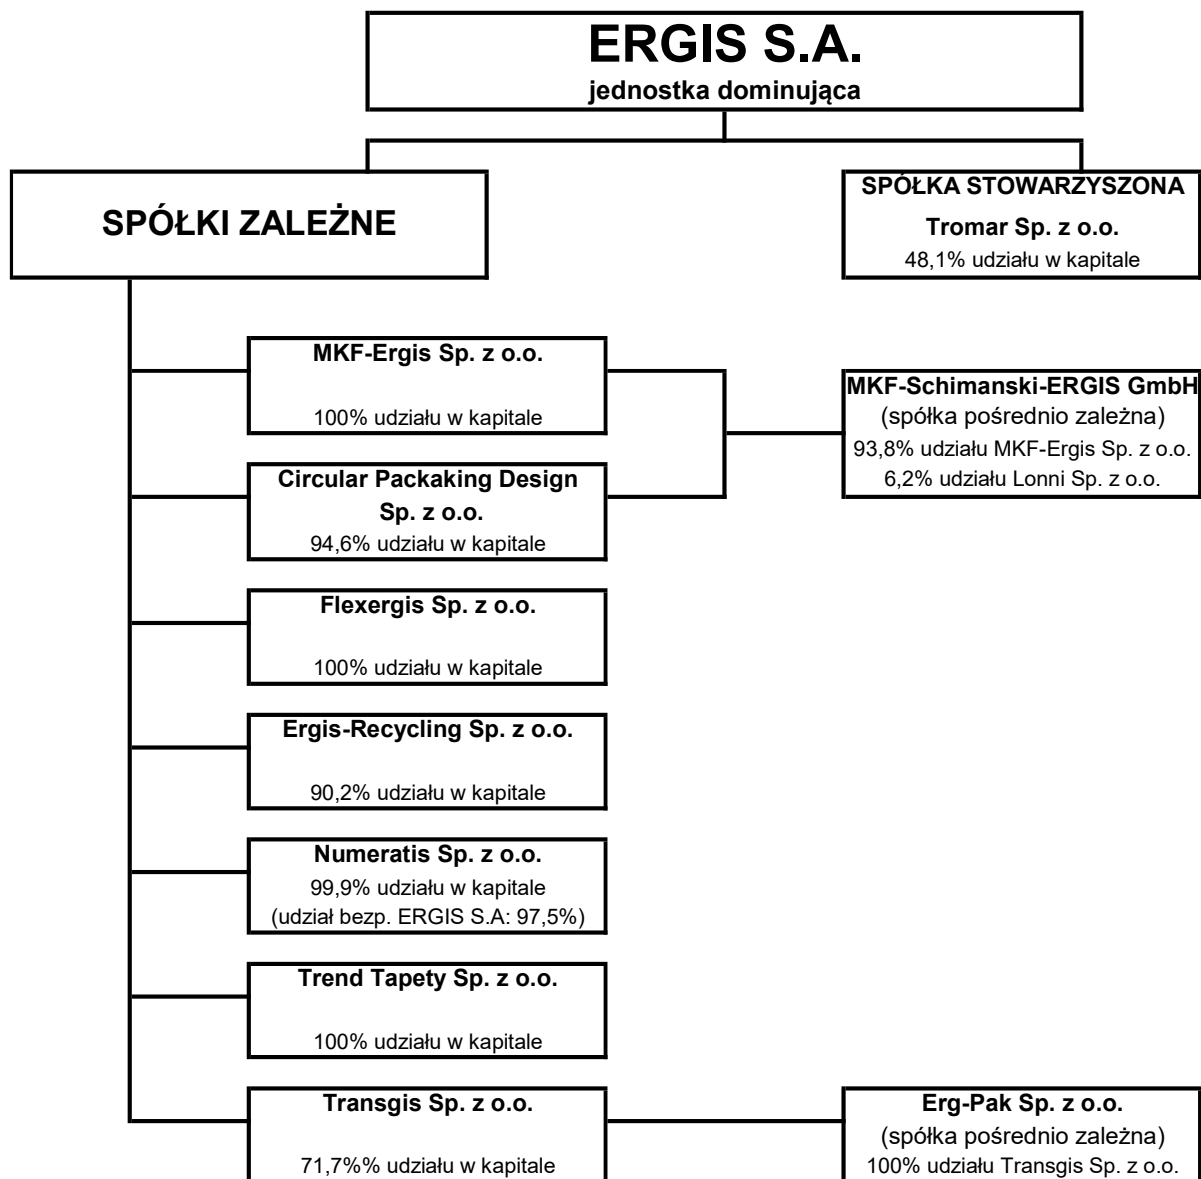 ERGIS S.A.
jednostka dominująca
SPÓŁKI ZALEŻNE
SPÓŁKA STOWARZYSZONA
Tromar Sp. z o.o.
48,1% udziału w kapitale
MKF-Ergis Sp. z o.o.
100% udziału w kapitale
MKF-Schimanski-ERGIS GmbH
(spółka pośrednio zależna)
93,8% udziału MKF-Ergis Sp. z o.o.
6,2% udziału Lonni Sp. z o.o.
Circular Packaking Design
Sp. z o.o.
94,6% udziału w kapitale
Flexergis Sp. z o.o.
100% udziału w kapitale
Ergis-Recycling Sp. z o.o.
90,2% udziału w kapitale
Numeratis Sp. z o.o.
99,9% udziału w kapitale
(udział bezp. ERGIS S.A: 97,5%)
Trend Tapety Sp. z o.o.
100% udziału w kapitale
Transgis Sp. z o.o.
71,7%% udziału w kapitale
Erg-Pak Sp. z o.o.
(spółka pośrednio zależna)
100% udziału Transgis Sp. z o.o.